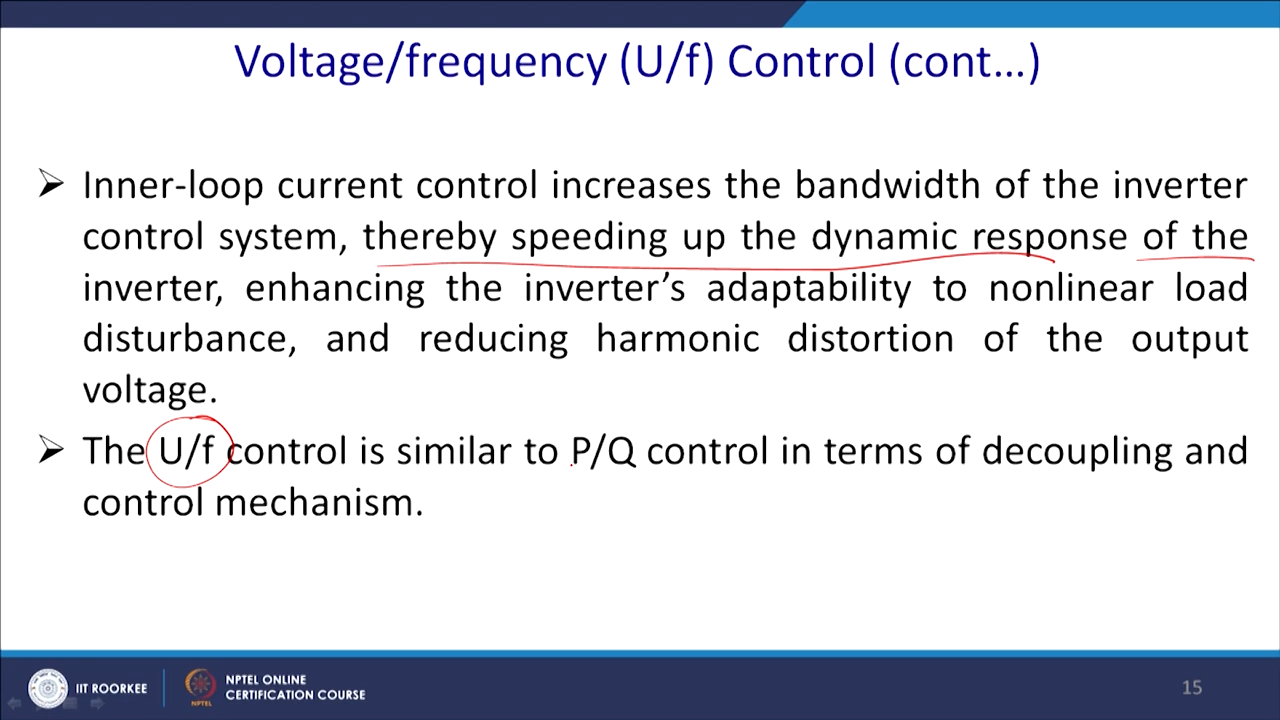 Voltage/frequency (U/f) Control (cont...)
➢ Inner-loop current control increases the bandwidth of the inverter
control system, thereby speeding up the dynamic response of the
inverter, enhancing the inverter’s adaptability to nonlinear load
disturbance, and reducing harmonic distortion of the output
voltage.
➢ The U/f control is similar to P/Q control in terms of decoupling and
control mechanism.
IIT ROORKEE
NPTEL ONLINE
CERTIFICATION COURSE
NPTEL
15